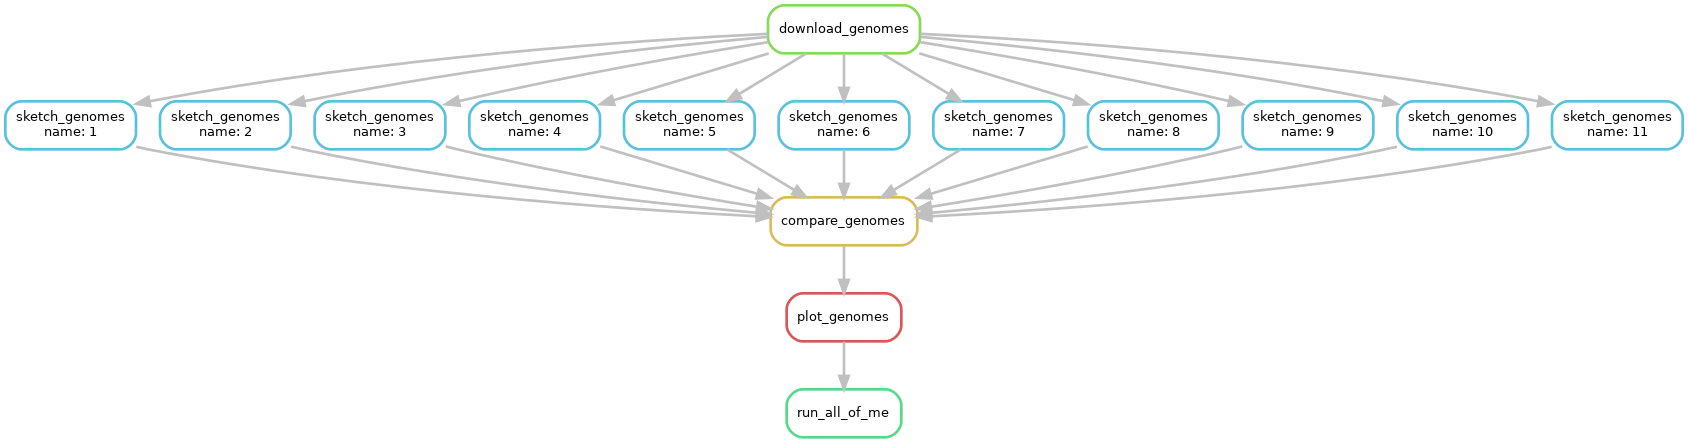 download_genomes
sketch_genomes
name: 1
sketch_genomes
name: 2
sketch_genomes
name: 3
sketch_genomes
name: 4
sketch_genomes
name: 5
sketch_genomes
name: 6
sketch_genomes
name: 7
sketch_genomes
name: 8
sketch_genomes
name: 9
sketch_genomes
name: 10
sketch_genomes
name: 11
compare_genomes
plot_genomes
run_all_of_me